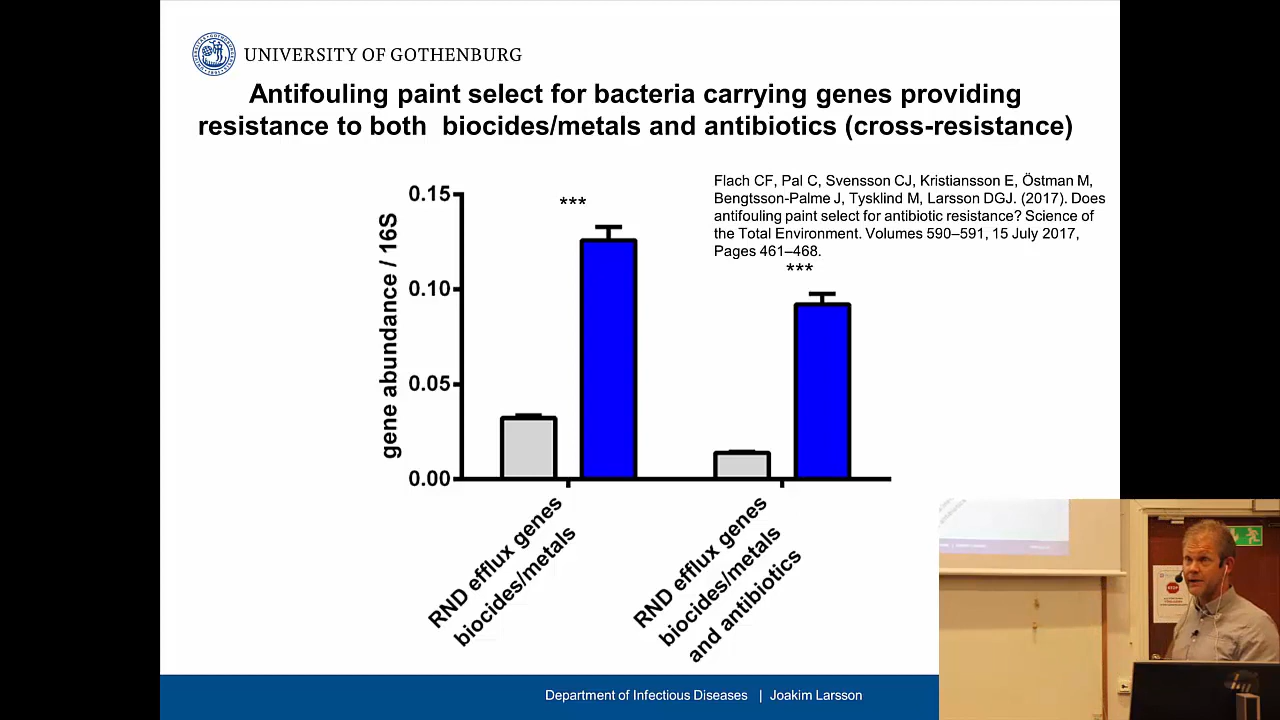 UNIVERSITY OF GOTHENBURG
Antifouling paint select for bacteria carrying genes providing
resistance to both biocides/metals and antibiotics (cross-resistance)
Flach CF, Pal C, Svensson CJ, Kristiansson E, Östman M,
Bengtsson-Palme J, Tysklind M, Larsson DGJ. (2017). Does
antifouling paint select for antibiotic resistance? Science of
the Total Environment. Volumes 590–591, 15 July 2017,
Pages 461–468.
gene abundance / 16S
0.15
0.10
0.05
0.00
***
***
RND efflux genes
biocides/metals
RND efflux genes
biocides/metals
and antibiotics
Department of Infectious Diseases | Joakim Larsson
STOP